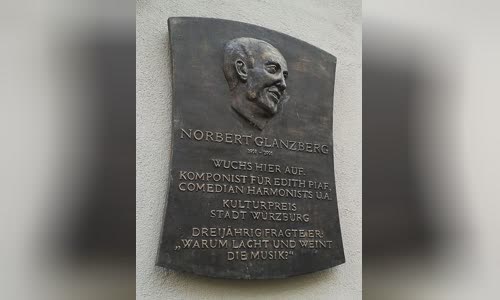 NORBERT GLANZBERG
WUCHS HIER AUF.
KOMPONIST FÜR EDITH PIAF,
COMEDIAN HARMONISTS U.A.
KULTURPREIS
STADT WÜRZBURG
DREIJÄHRIG FRAGTE ER:
„WARUM LACHT UND WEINT
DIE MUSIK?"